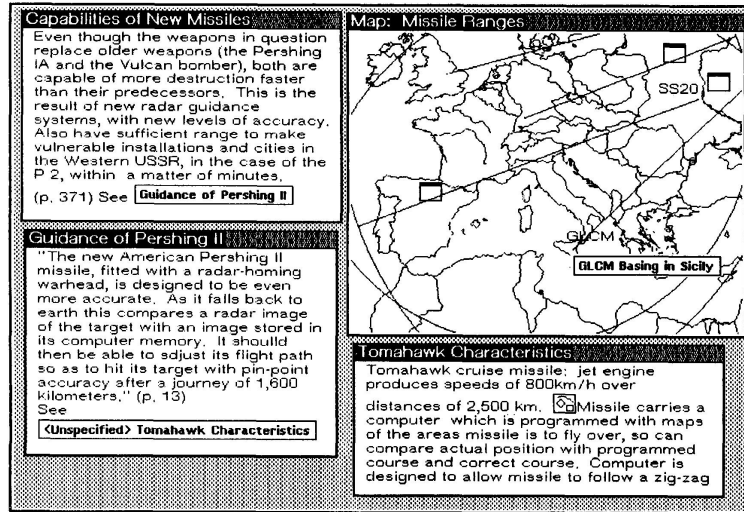 Capabilities of New Missiles
Even though the weapons in question
replace older weapons (the Pershing
IA and the Vulcan bomber), both are
capable of more destruction faster
than their predecessors. This is the
result of new radar guidance
systems, with new levels of accuracy.
Also have sufficient range to make
vulnerable installations and cities in
the Western USSR, in the case of the
P 2, within a matter of minutes.
(p. 371) See Guidance of Pershing II
Guidance of Pershing II
"The new American Pershing II
missile, fitted with a radar-homing
warhead, is designed to be even
more accurate. As it falls back to
earth this compares a radar image
of the target with an image stored in
its computer memory. It shoulld
then be able to sdjust its flight path
so as to hit its target with pin-point
accuracy after a journey of 1,600
kilometers." (p. 13)
See
<Unspecified> Tomahawk Characteristics
Map: Missile Ranges
SS20
GLCM
GLCM Basing in Sicily
Tomahawk Characteristics
Tomahawk cruise missile: jet engine
produces speeds of 800km/h over
distances of 2,500 km. Missile carries a
computer which is programmed with maps
of the areas missile is to fly over, so can
compare actual position with programmed
course and correct course. Computer is
designed to allow missile to follow a zig-zag